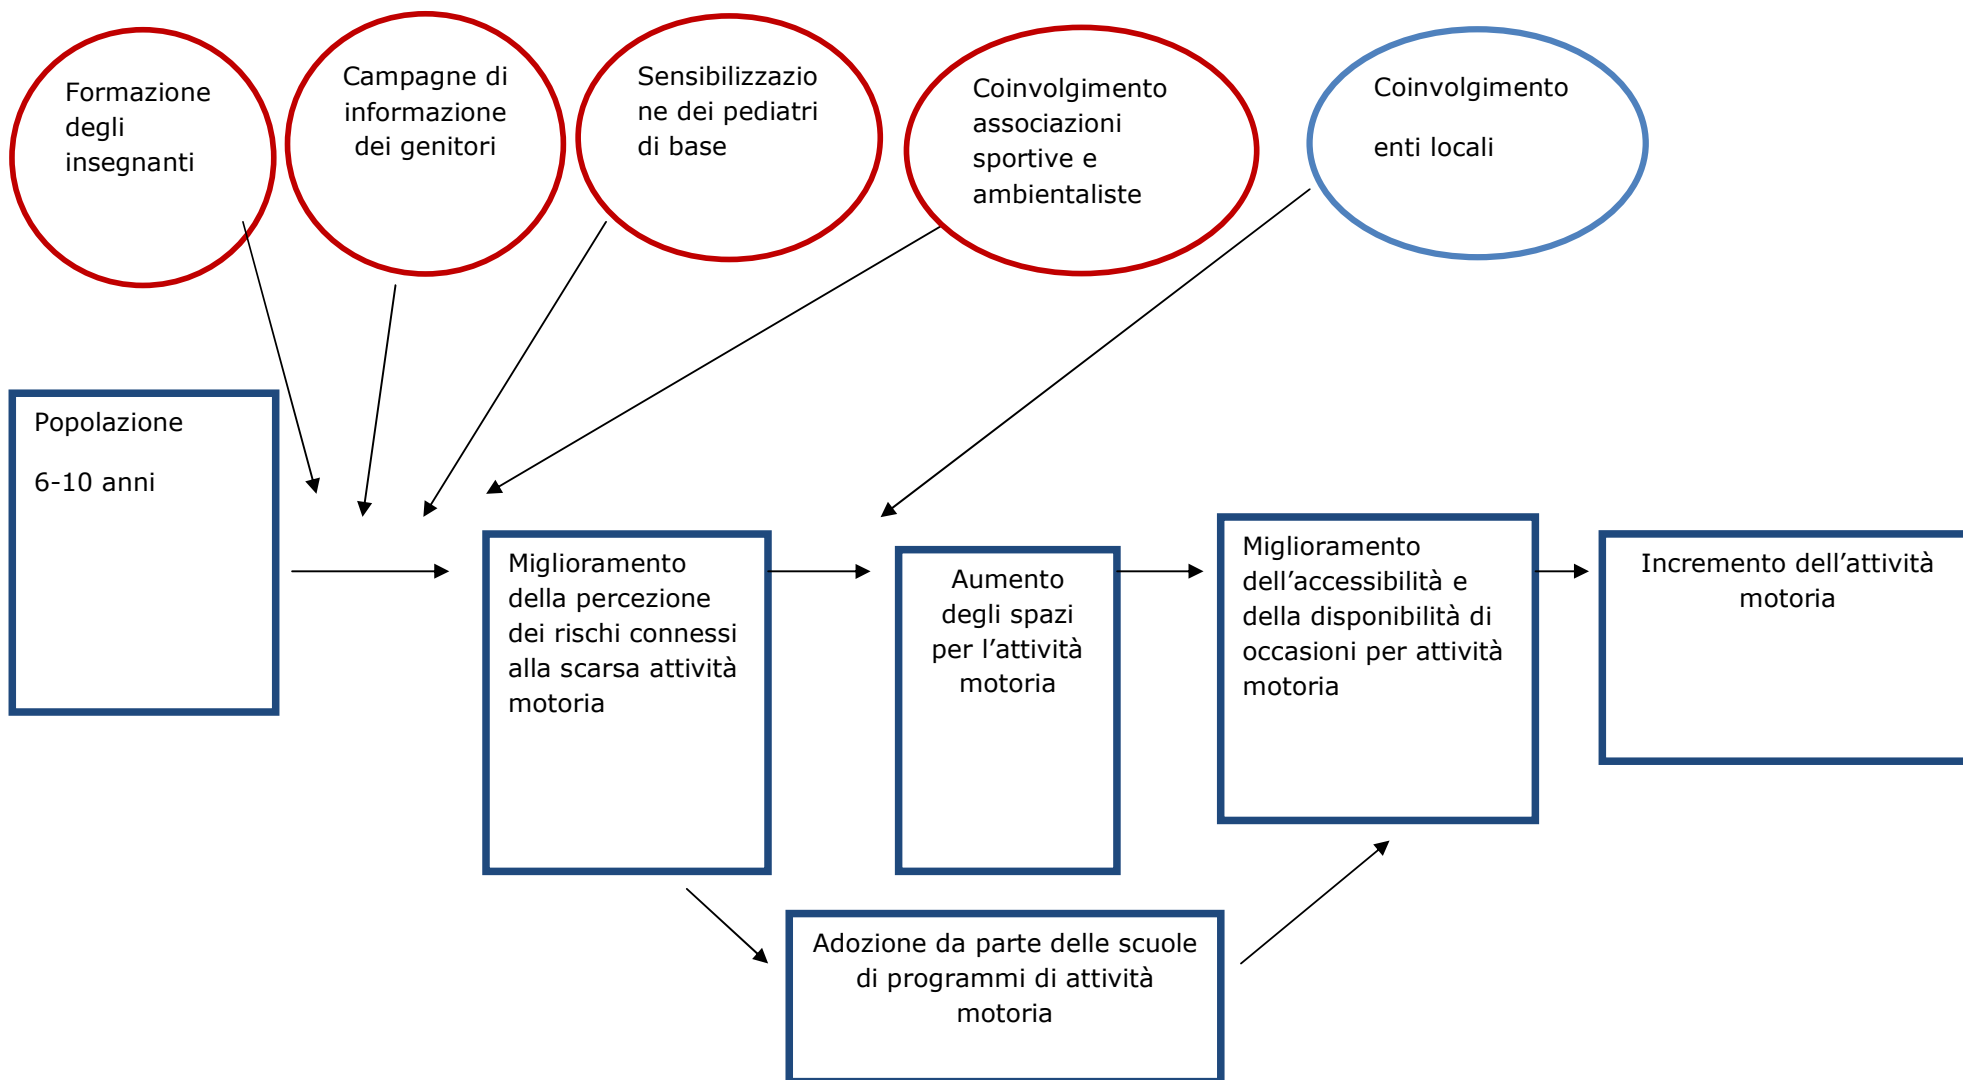 Formazione
degli
insegnanti
Campagne di
informazione
dei genitori
Sensibilizzazio
ne dei pediatri
di base
Coinvolgimento
associazioni
sportive e
ambientaliste
Coinvolgimento
enti locali
Popolazione
6-10 anni
Miglioramento
della percezione
dei rischi connessi
alla scarsa attività
motoria
Aumento
degli spazi
per l’attività
motoria
Miglioramento
dell’accessibilità e
della disponibilità di
occasioni per attività
motoria
Incremento dell’attività
motoria
Adozione da parte delle scuole
di programmi di attività
motoria